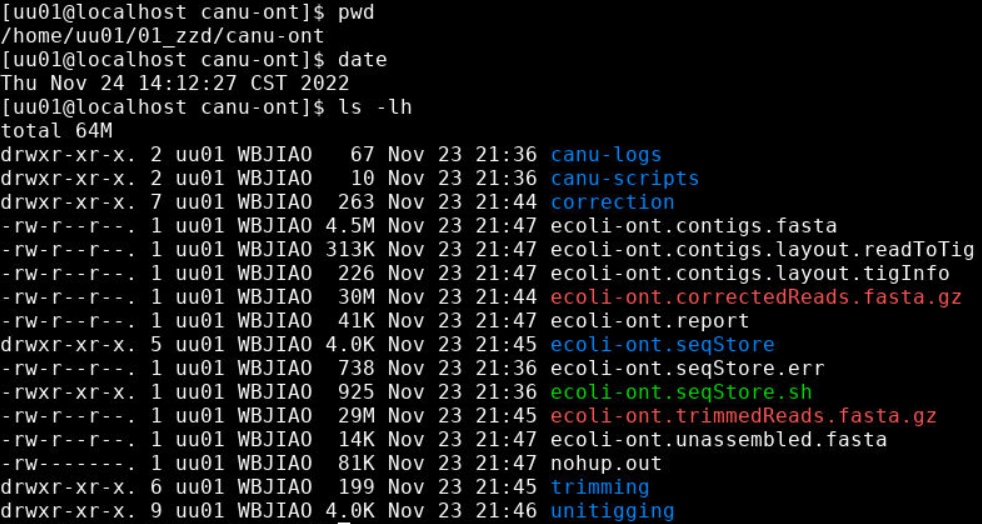 [uu01@localhost canu-ont]$ pwd
/home/uu01/01_zzd/canu-ont
[uu01@localhost canu-ont]$ date
Thu Nov 24 14:12:27 CST 2022
[uu01@localhost canu-ont]$ ls -lh
total 64M
drwxr-xr-x. 2 uu01 WBJIAO   67 Nov 23 21:36 canu-logs
drwxr-xr-x. 2 uu01 WBJIAO   10 Nov 23 21:36 canu-scripts
drwxr-xr-x. 7 uu01 WBJIAO  263 Nov 23 21:44 correction
-rw-r--r--. 1 uu01 WBJIAO 4.5M Nov 23 21:47 ecoli-ont.contigs.fasta
-rw-r--r--. 1 uu01 WBJIAO 313K Nov 23 21:47 ecoli-ont.contigs.layout.readToTig
-rw-r--r--. 1 uu01 WBJIAO  226 Nov 23 21:47 ecoli-ont.contigs.layout.tigInfo
-rw-r--r--. 1 uu01 WBJIAO  30M Nov 23 21:44 ecoli-ont.correctedReads.fasta.gz
-rw-r--r--. 1 uu01 WBJIAO  41K Nov 23 21:47 ecoli-ont.report
drwxr-xr-x. 5 uu01 WBJIAO 4.0K Nov 23 21:45 ecoli-ont.seqStore
-rw-r--r--. 1 uu01 WBJIAO  738 Nov 23 21:36 ecoli-ont.seqStore.err
-rwxr-xr-x. 1 uu01 WBJIAO  925 Nov 23 21:36 ecoli-ont.seqStore.sh
-rw-r--r--. 1 uu01 WBJIAO  29M Nov 23 21:45 ecoli-ont.trimmedReads.fasta.gz
-rw-r--r--. 1 uu01 WBJIAO  14K Nov 23 21:47 ecoli-ont.unassembled.fasta
-rw-------. 1 uu01 WBJIAO  81K Nov 23 21:47 nohup.out
drwxr-xr-x. 6 uu01 WBJIAO  199 Nov 23 21:45 trimming
drwxr-xr-x. 9 uu01 WBJIAO 4.0K Nov 23 21:46 unitigging